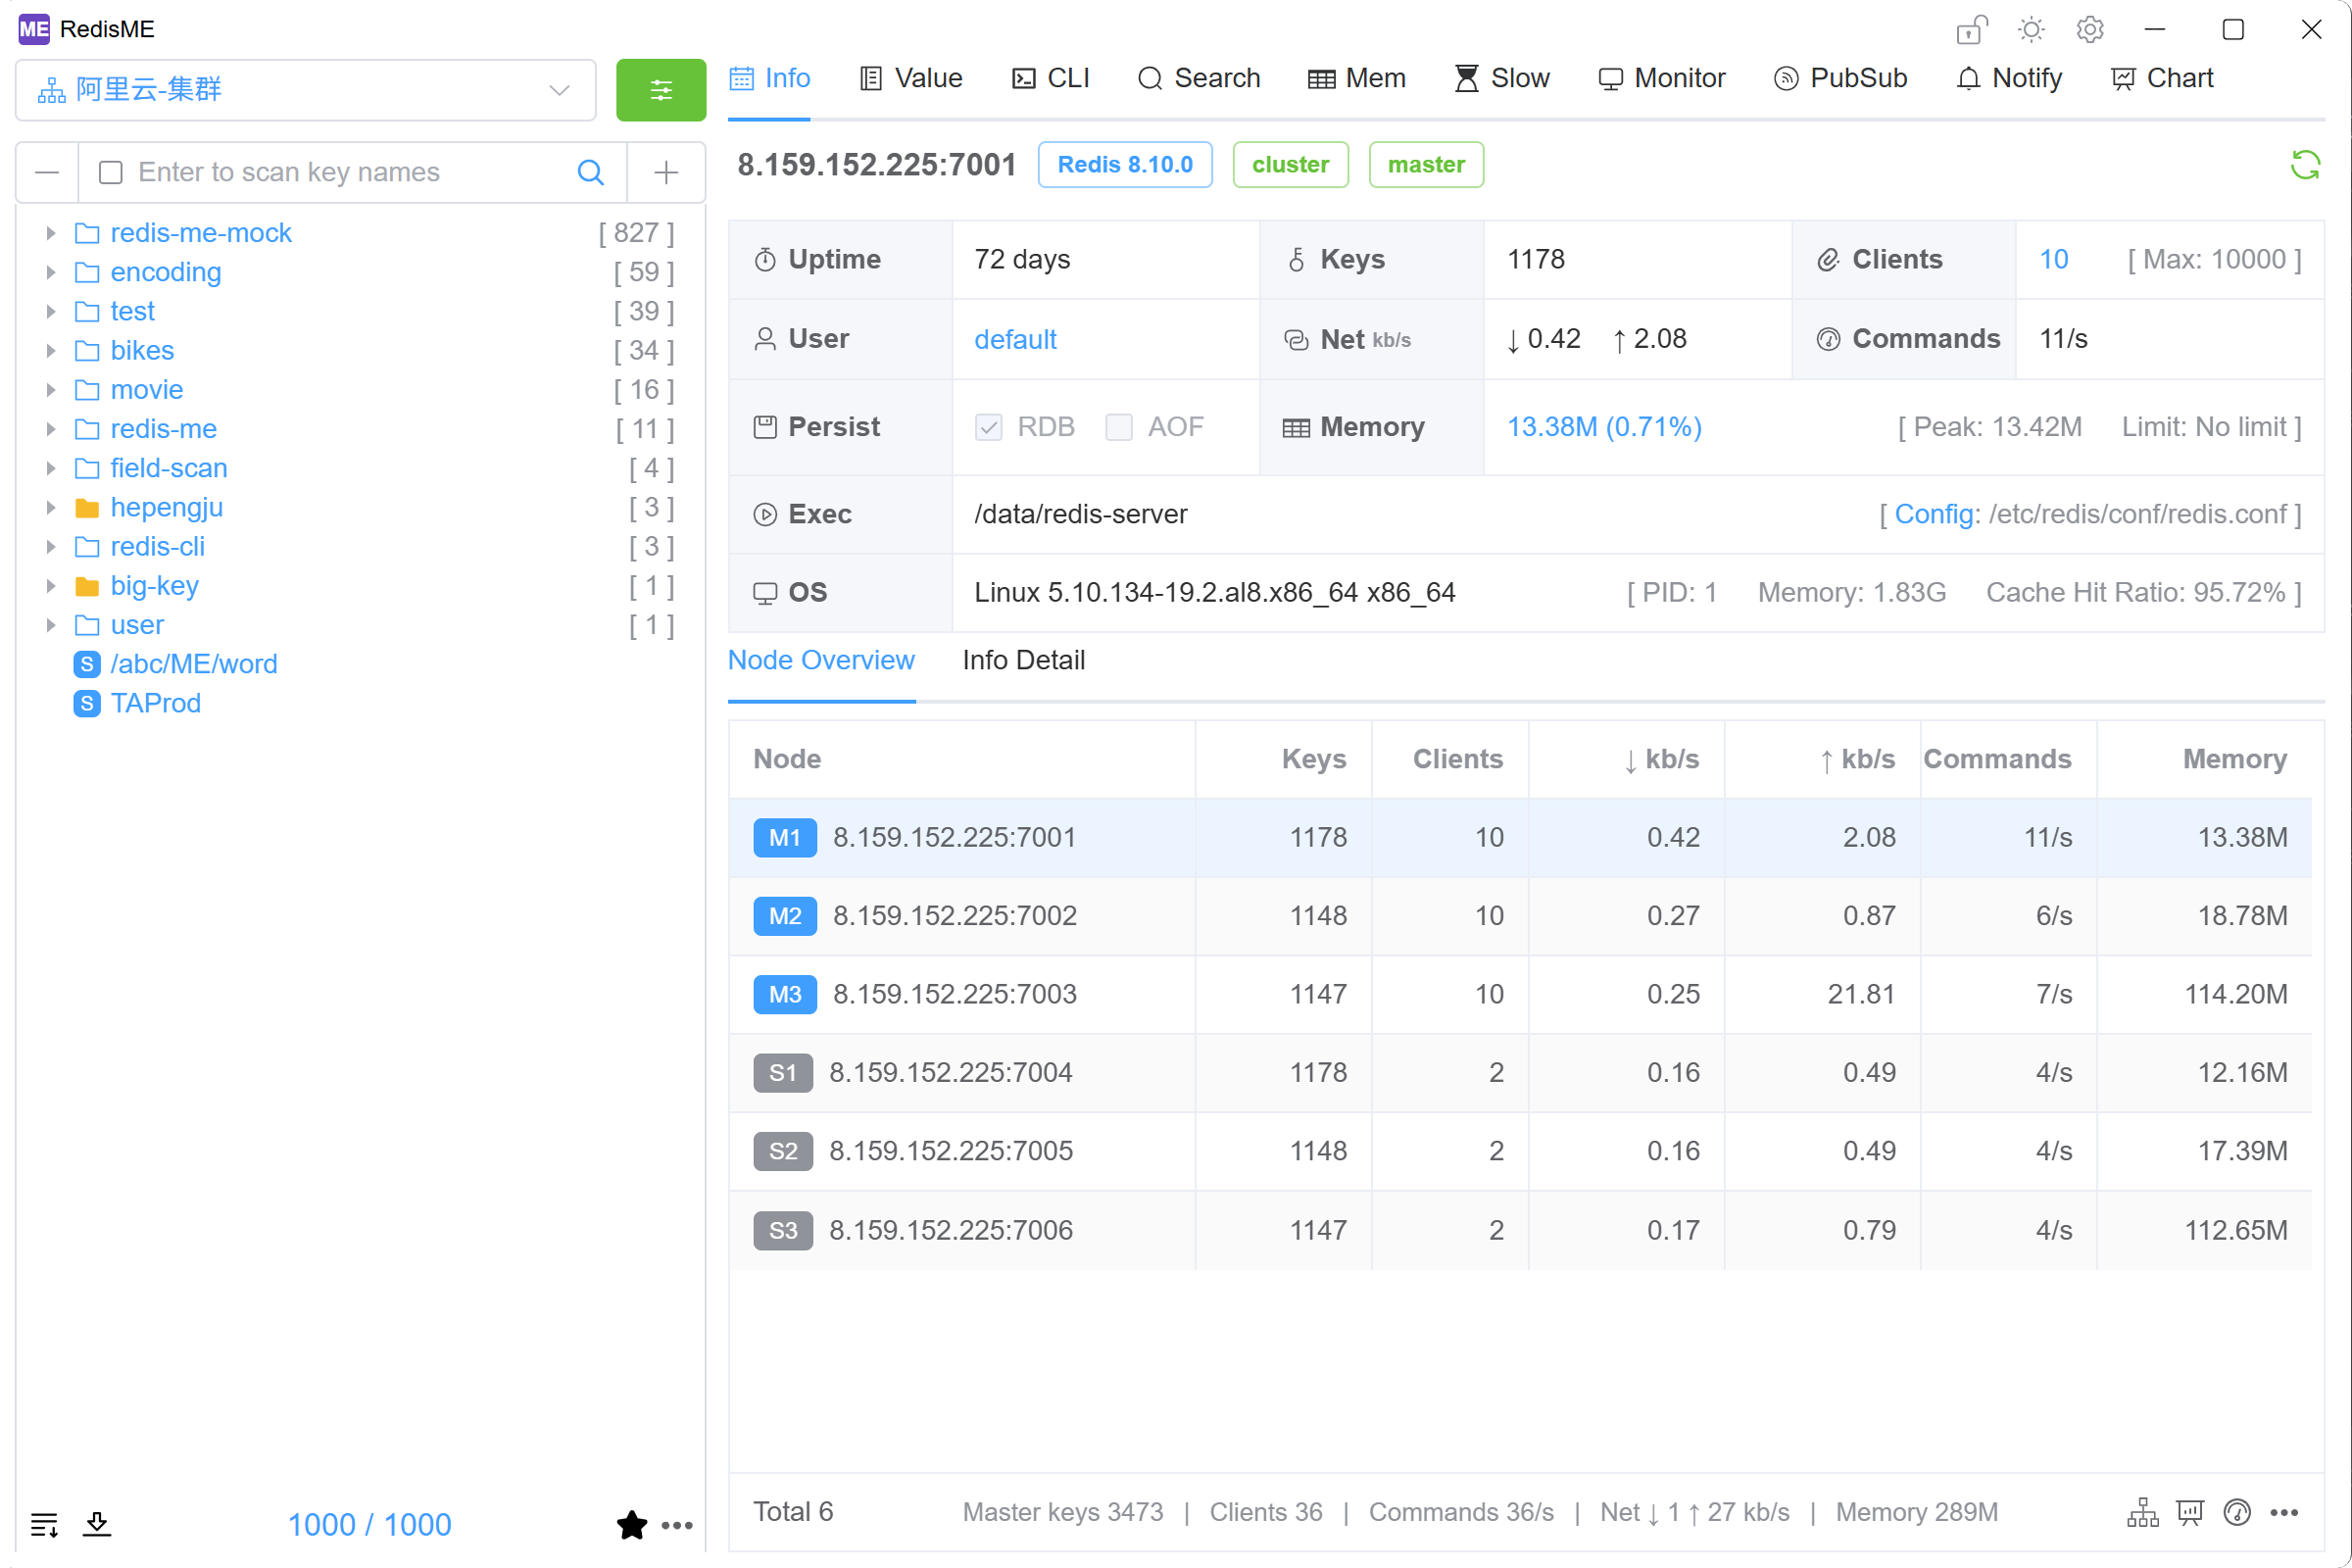 ME RedisME
阿里云-集群
Info Value CLI Search Mem Slow Monitor PubSub Notify Chart
Enter to scan key names
redis-me-mock [ 827 ]
encoding [ 59 ]
test [ 39 ]
bikes [ 34 ]
movie [ 16 ]
redis-me [ 11 ]
field-scan [ 4 ]
hepengju [ 3 ]
redis-cli [ 3 ]
big-key [ 1 ]
user [ 1 ]
S /abc/ME/word
S TAProd
1000 / 1000
8.159.152.225:7001 Redis 8.10.0 cluster master
Uptime 72 days Keys 1178 Clients 10 [ Max: 10000 ]
User default Net kb/s ↓ 0.42 ↑ 2.08 Commands 11/s
Persist RDB AOF Memory 13.38M (0.71%) [ Peak: 13.42M Limit: No limit ]
Exec /data/redis-server [ Config: /etc/redis/conf/redis.conf ]
OS Linux 5.10.134-19.2.al8.x86_64 x86_64 [ PID: 1 Memory: 1.83G Cache Hit Ratio: 95.72% ]
Node Overview Info Detail
Node Keys Clients ↓ kb/s ↑ kb/s Commands Memory
M1 8.159.152.225:7001 1178 10 0.42 2.08 11/s 13.38M
M2 8.159.152.225:7002 1148 10 0.27 0.87 6/s 18.78M
M3 8.159.152.225:7003 1147 10 0.25 21.81 7/s 114.20M
S1 8.159.152.225:7004 1178 2 0.16 0.49 4/s 12.16M
S2 8.159.152.225:7005 1148 2 0.16 0.49 4/s 17.39M
S3 8.159.152.225:7006 1147 2 0.17 0.79 4/s 112.65M
Total 6 Master keys 3473 | Clients 36 | Commands 36/s | Net ↓ 1 ↑ 27 kb/s | Memory 289M